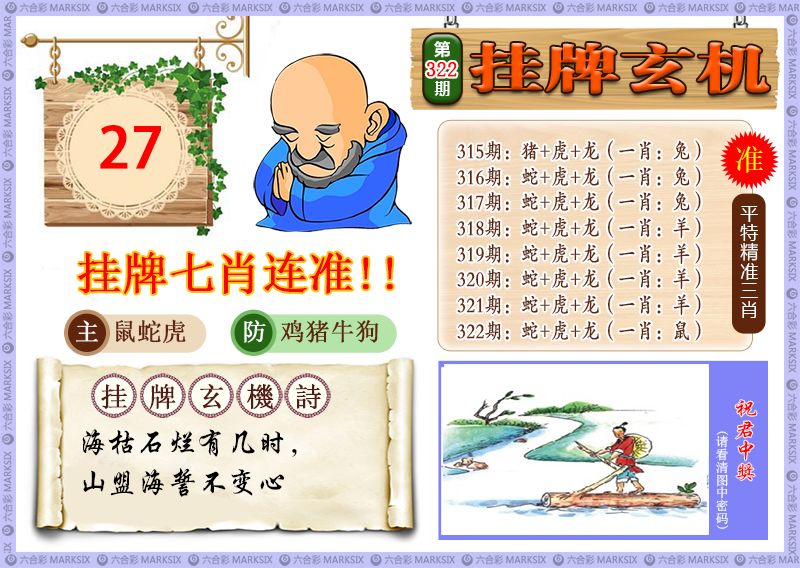 六合彩 MARKSIX
27
第322期
挂牌玄机
315期：猪+虎+龙（一肖：兔）
316期：蛇+虎+龙（一肖：兔）
317期：蛇+虎+龙（一肖：兔）
318期：蛇+虎+龙（一肖：羊）
319期：蛇+虎+龙（一肖：羊）
320期：蛇+虎+龙（一肖：羊）
321期：蛇+虎+龙（一肖：羊）
322期：蛇+虎+龙（一肖：鼠）
准
平特精准三肖
挂牌七肖连准!!
主 鼠蛇虎
防 鸡猪牛狗
挂牌玄機詩
海枯石烂有几时，
山盟海誓不变心
祝君中奖
（请看清图中密码）